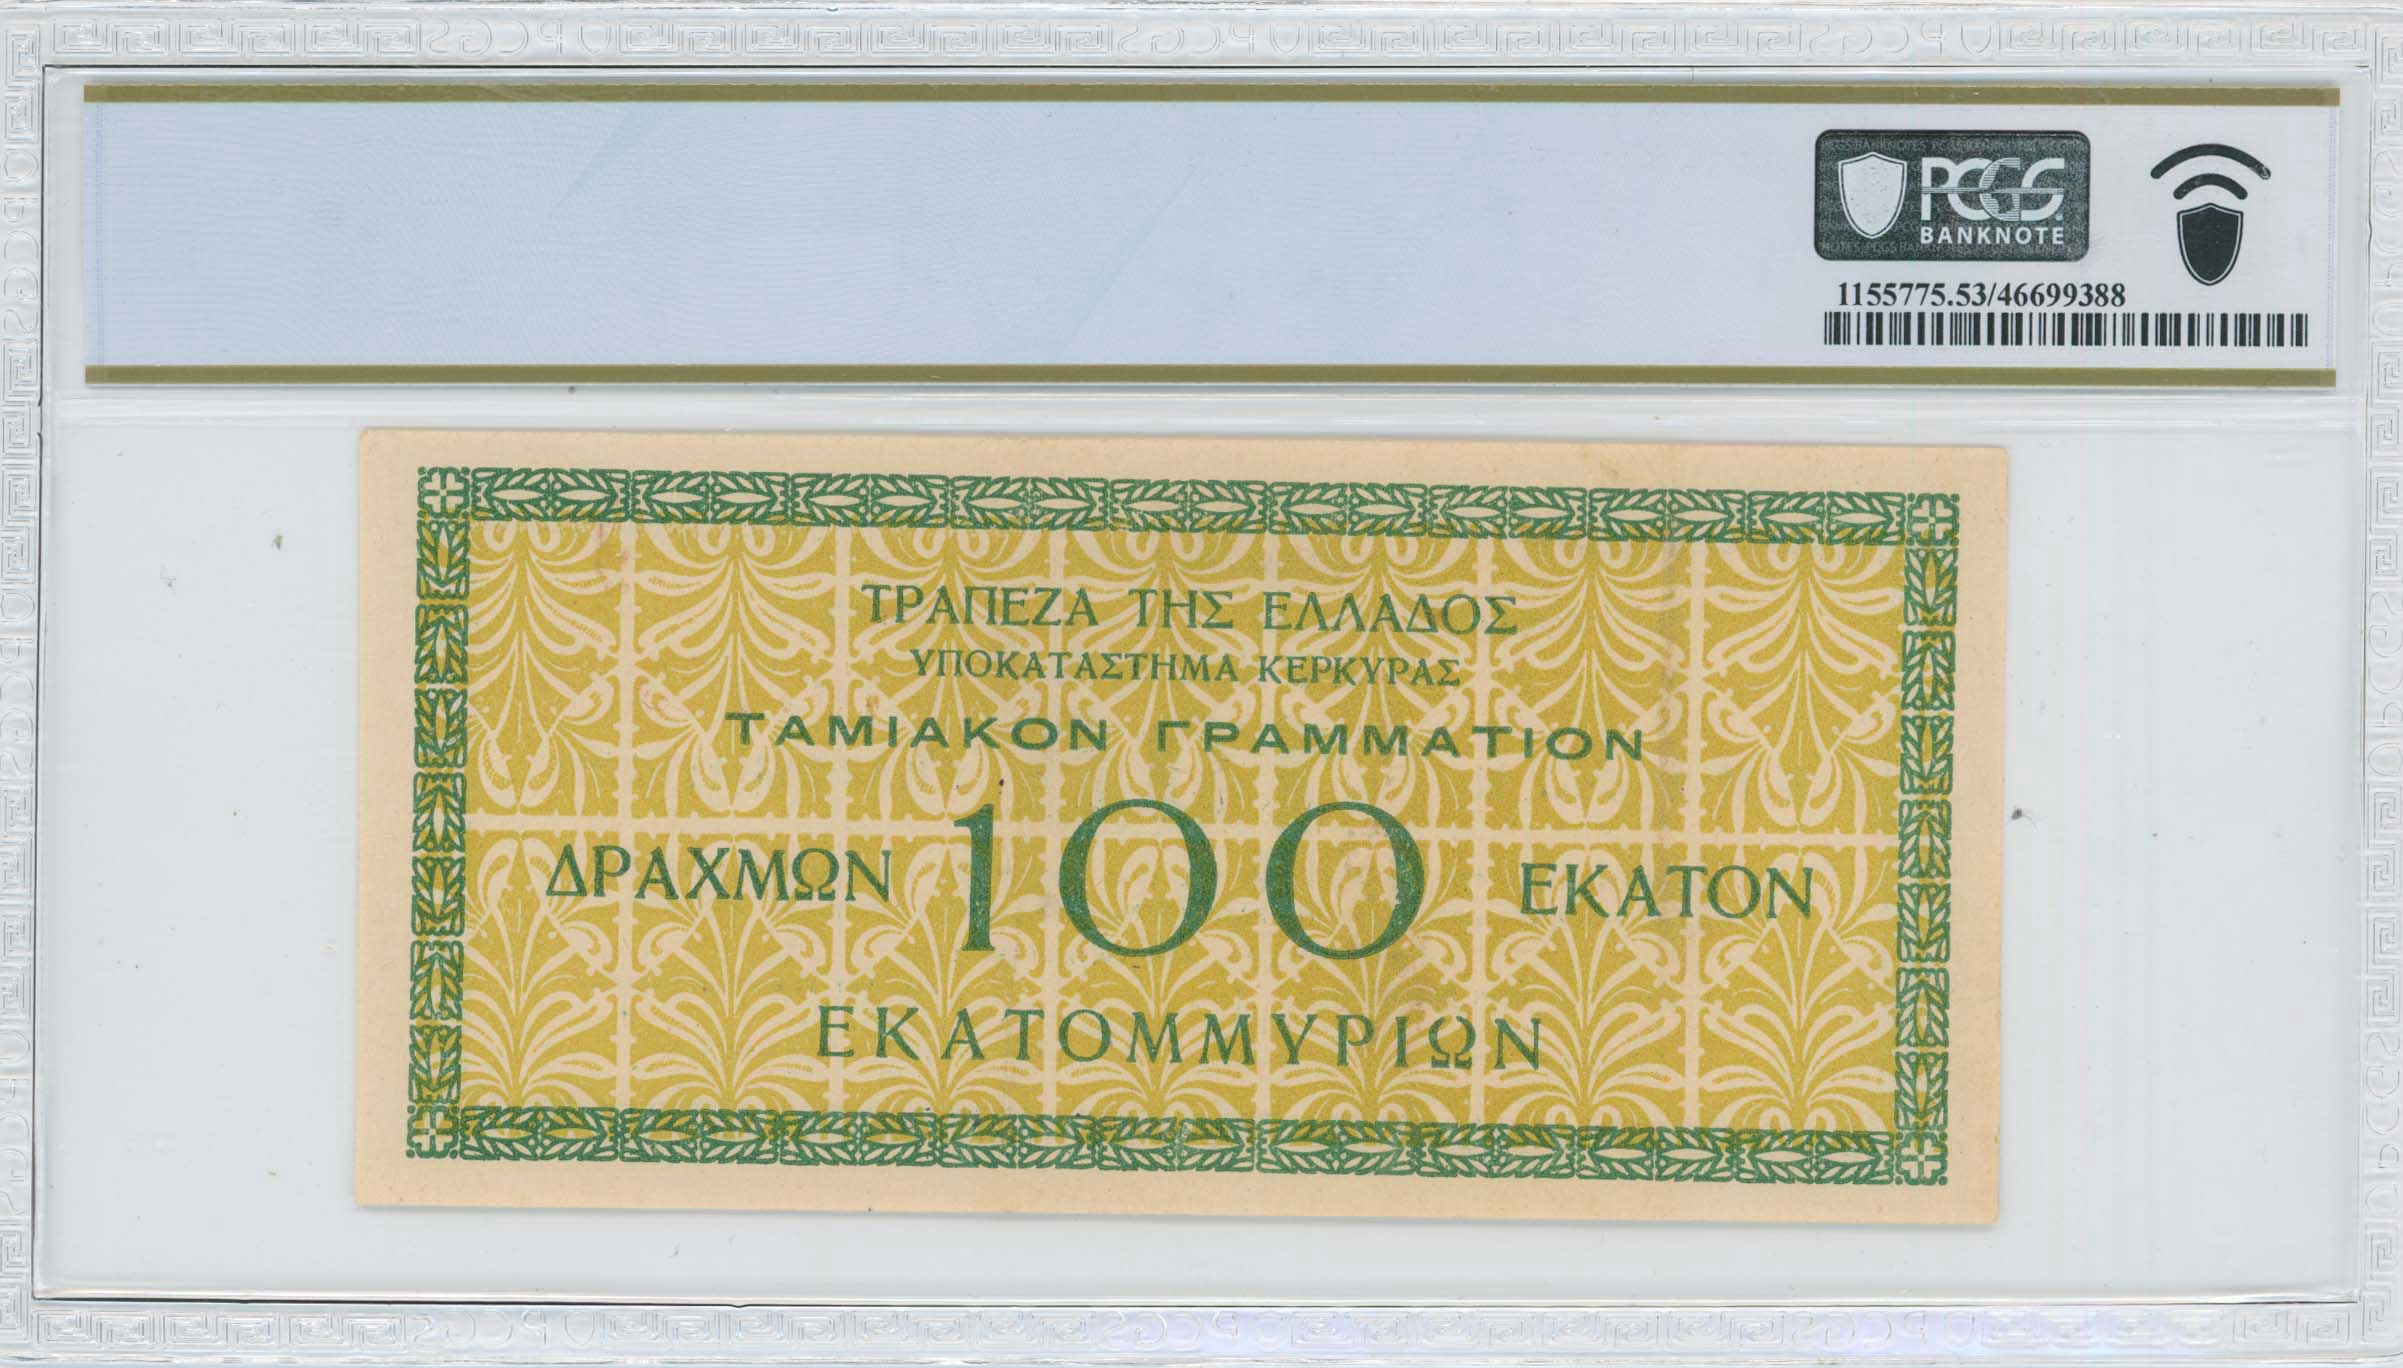 PCGS
BANKNOTE
1155775.53/46699388
ΤΡΑΠΕΖΑ ΤΗΣ ΕΛΛΑΔΟΣ
ΥΠΟΚΑΤΑΣΤΗΜΑ ΚΕΡΚΥΡΑΣ
ΤΑΜΙΑΚΟΝ ΓΡΑΜΜΑΤΙΟΝ
ΔΡΑΧΜΩΝ 100 ΕΚΑΤΟΝ
ΕΚΑΤΟΜΜΥΡΙΩΝ